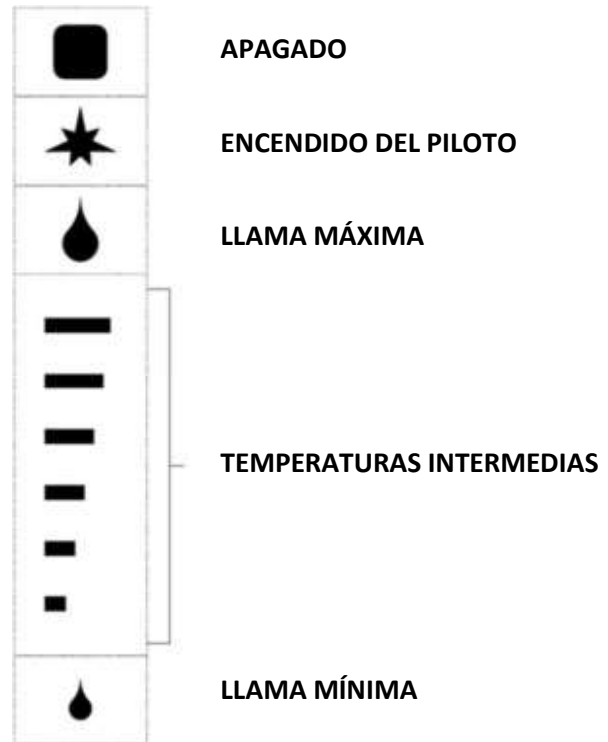 APAGADO
ENCENDIDO DEL PILOTO
LLAMA MÁXIMA
TEMPERATURAS INTERMEDIAS
LLAMA MÍNIMA